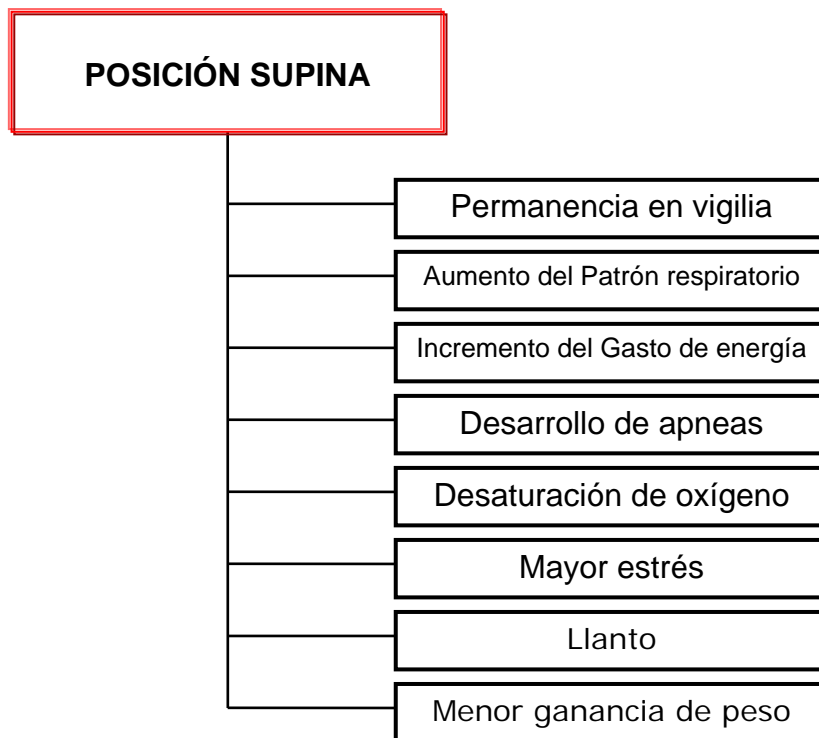 POSICIÓN SUPINA
Permanencia en vigilia
Aumento del Patrón respiratorio
Incremento del Gasto de energía
Desarrollo de apneas
Desaturación de oxígeno
Mayor estrés
Llanto
Menor ganancia de peso